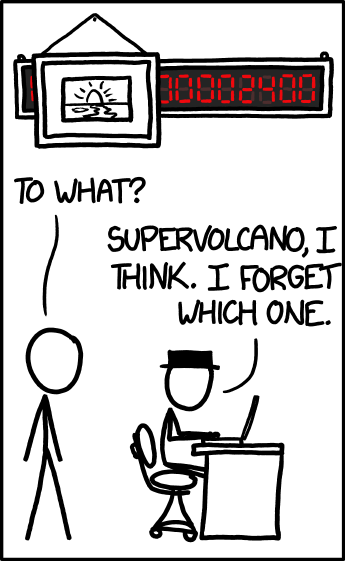 00002400
TO WHAT?
SUPERVOLCANO, I
THINK. I FORGET
WHICH ONE.